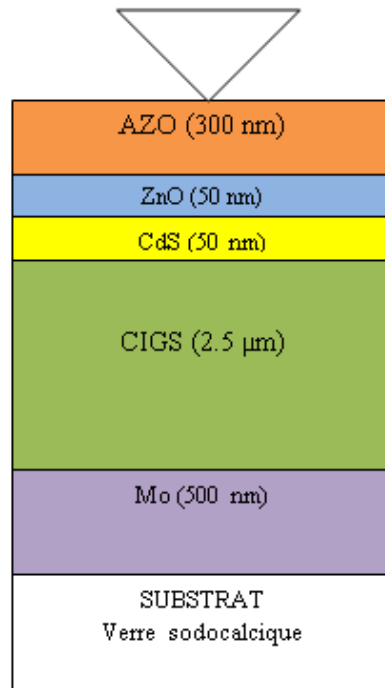 AZO (300 nm)
ZnO (50 nm)
CdS (50 nm)
CIGS (2.5 µm)
Mo (500 nm)
SUBSTRAT
Verre sodocalcique